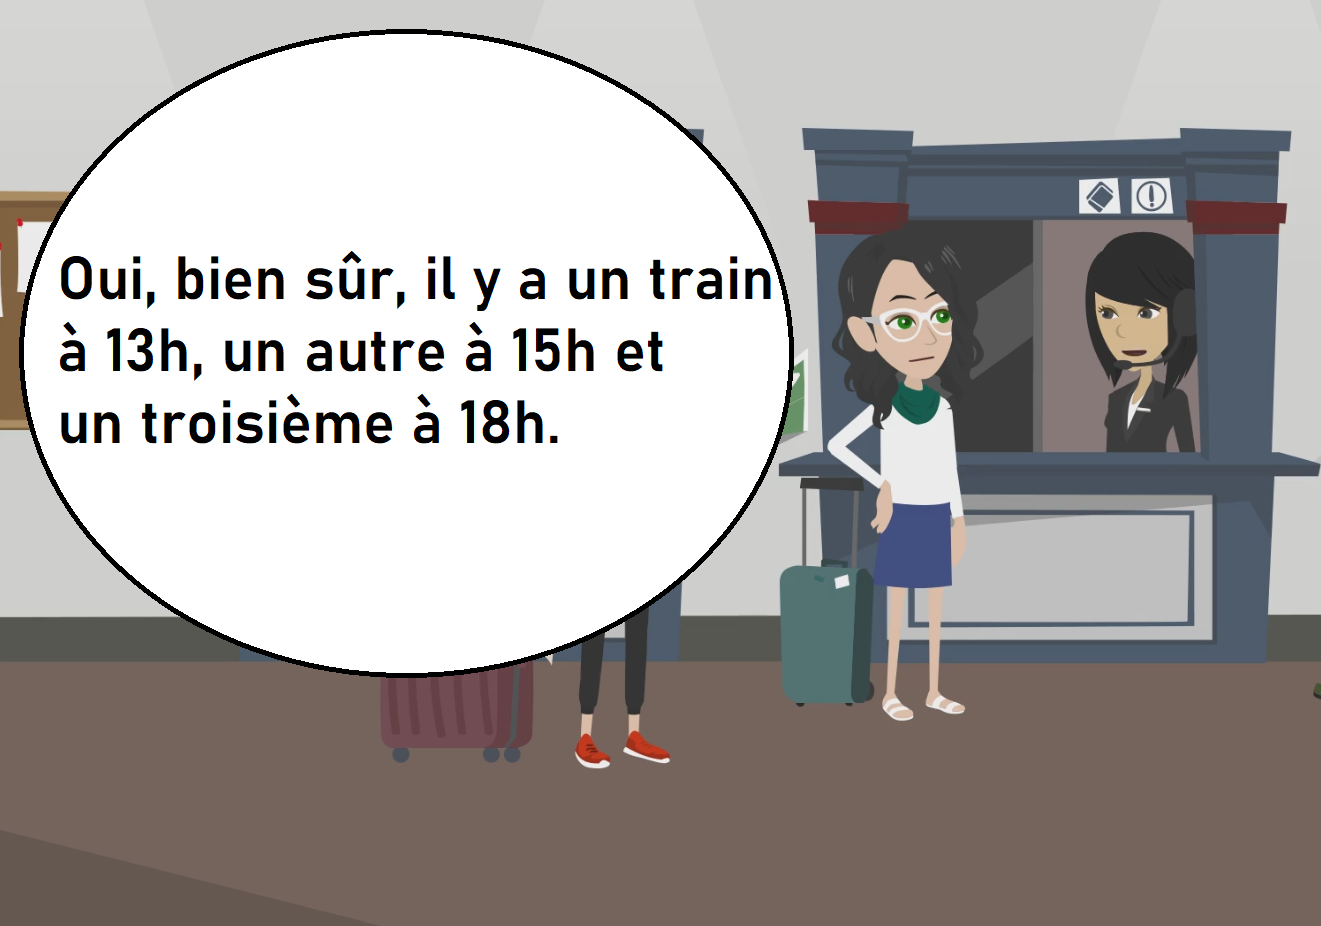 Oui, bien sûr, il y a un train
à 13h, un autre à 15h et
un troisième à 18h.